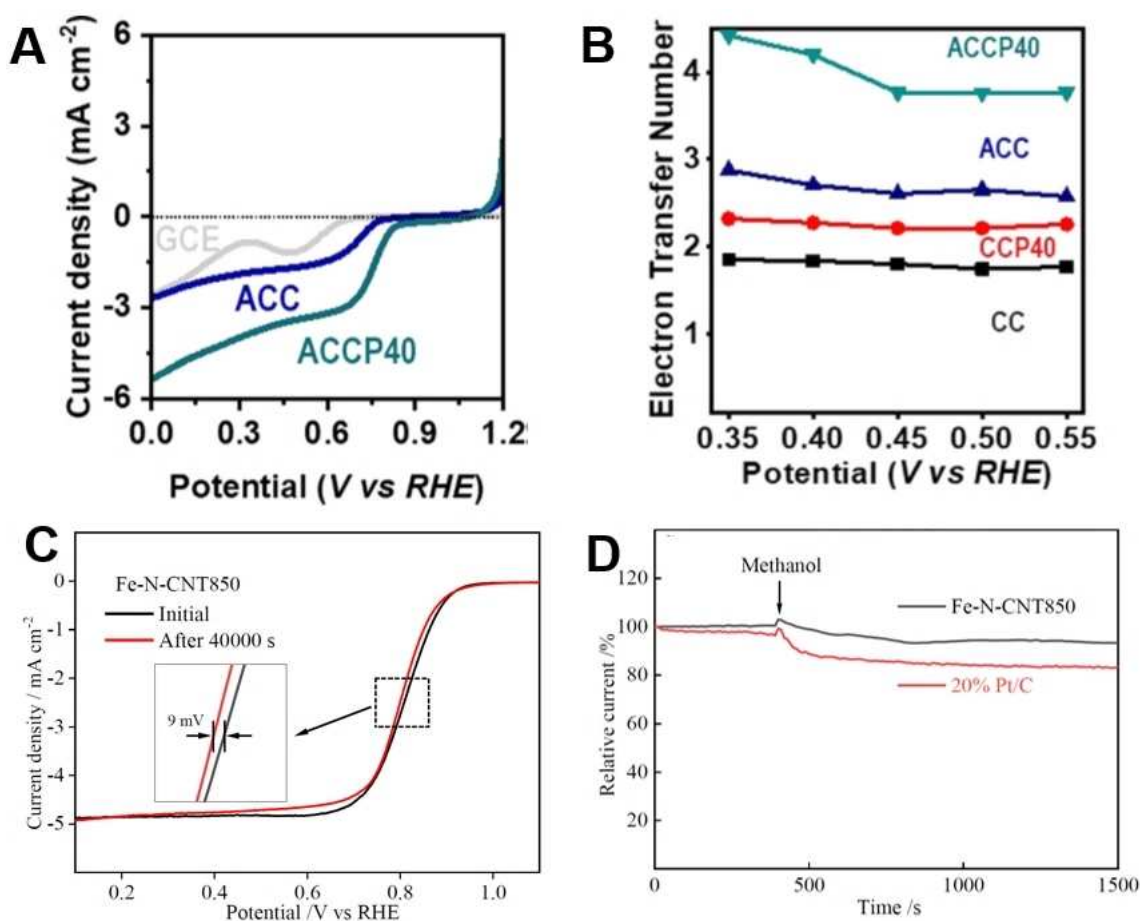 A
Current density (mA cm-2)
6
3
0
-3
-6
GCE
ACC
ACCP40
0.0 0.3 0.6 0.9 1.2
Potential (V vs RHE)
B
Electron Transfer Number
4
3
2
1
ACCP40
ACC
CCP40
CC
0.35 0.40 0.45 0.50 0.55
Potential (V vs RHE)
C
Current density / mA cm-2
0
-1
-2
-3
-4
-5
Fe-N-CNT850
Initial
After 40000 s
9 mV
0.2 0.4 0.6 0.8 1.0
Potential /V vs RHE
D
Relative current /%
120
100
80
60
40
20
Methanol
Fe-N-CNT850
20% Pt/C
0 500 1000 1500
Time /s